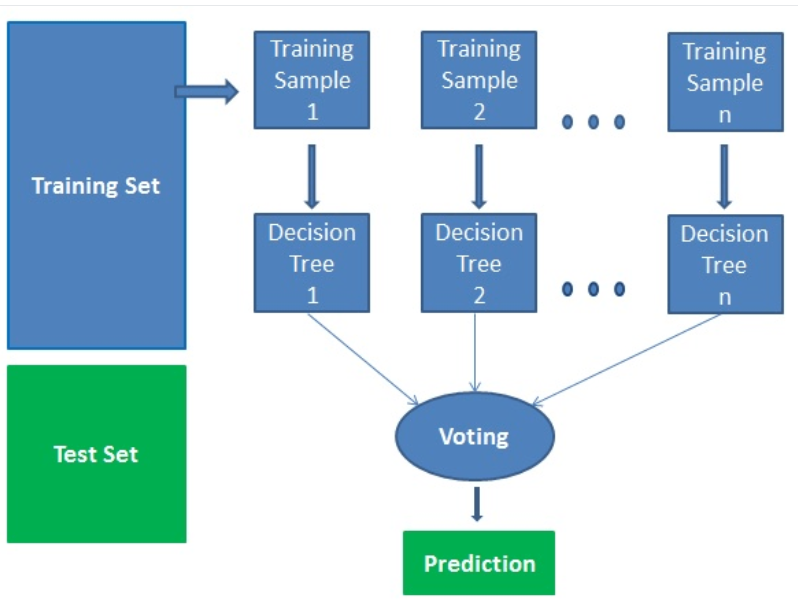 Training Set
Training
Sample
1
Training
Sample
2
Training
Sample
n
Decision
Tree
1
Decision
Tree
2
Decision
Tree
n
Test Set
Voting
Prediction